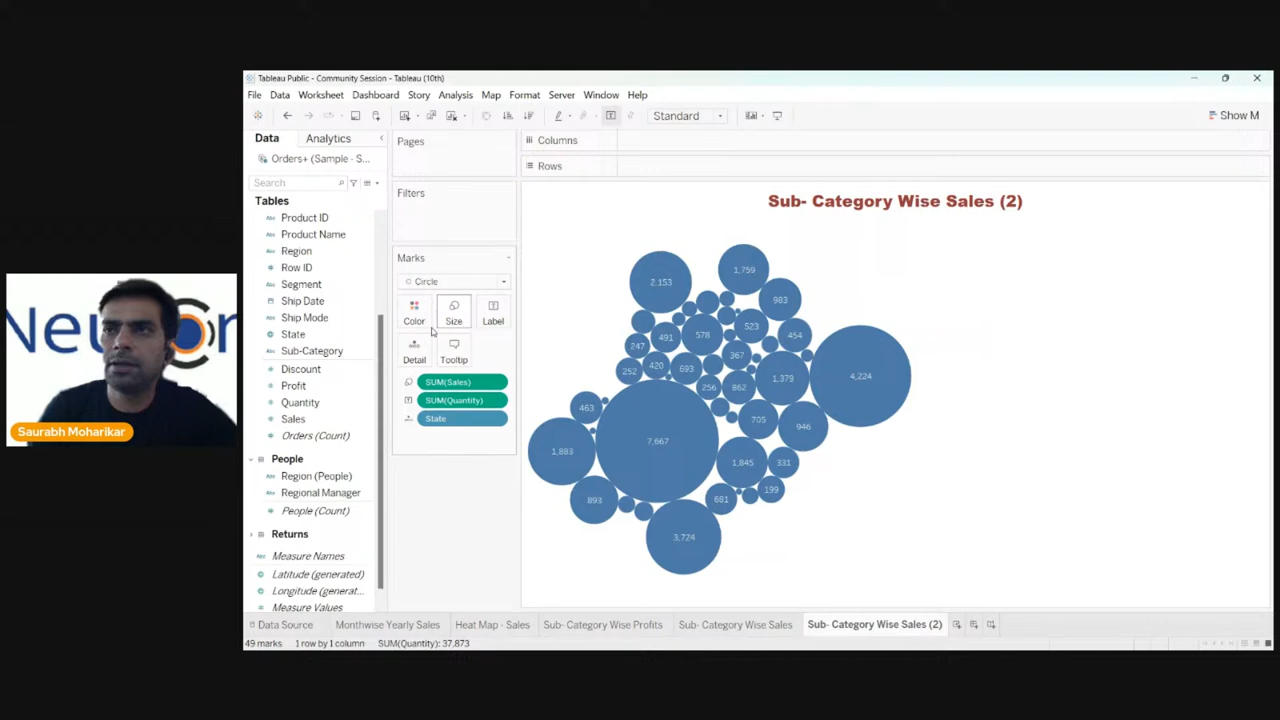 Tableau Public - Community Session - Tableau (10th)
File Data Worksheet Dashboard Story Analysis Map Format Server Window Help
Standard
Show M
Data Analytics
Orders+ (Sample - S...
Search
Tables
Product ID
Product Name
Region
Row ID
Segment
Ship Date
Ship Mode
State
Sub-Category
Discount
Profit
Quantity
Sales
Orders (Count)
People
Region (People)
Regional Manager
People (Count)
Returns
Measure Names
Latitude (generated)
Longitude (generat...
Measure Values
Pages
Filters
Marks
Circle
Color Size Label
Detail Tooltip
SUM(Sales)
SUM(Quantity)
State
Columns
Rows
Sub- Category Wise Sales (2)
2,153
1,759
983
491
578
523
454
247
367
252
420
693
1,379
4,224
256
862
463
705
946
7,667
1,883
1,845
331
199
893
681
3,724
Neu on
Saurabh Moharikar
Data Source Monthwise Yearly Sales Heat Map - Sales Sub- Category Wise Profits Sub- Category Wise Sales Sub- Category Wise Sales (2)
49 marks 1 row by 1 column SUM(Quantity): 37,873